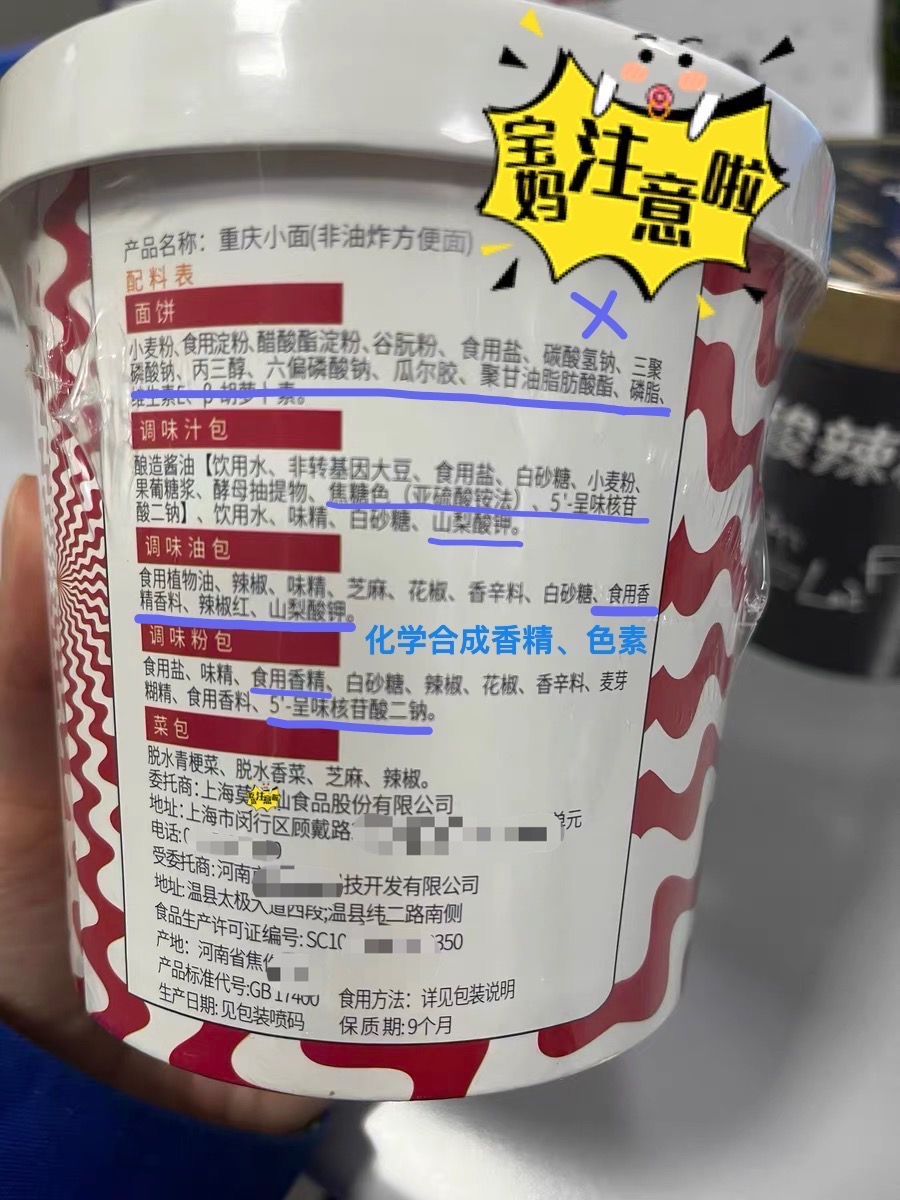 宝妈注意啦
产品名称：重庆小面(非油炸方便面)
配料表
面饼
小麦粉、食用淀粉、醋酸酯淀粉、谷朊粉、食用盐、碳酸氢钠、三聚
磷酸钠、丙三醇、六偏磷酸钠、瓜尔胶、聚甘油脂肪酸酯、磷脂、
维生素E、β-胡萝卜素。
调味汁包
酿造酱油【饮用水、非转基因大豆、食用盐、白砂糖、小麦粉、
果葡糖浆、酵母抽提物、焦糖色（亚硫酸铵法）、5'-呈味核苷
酸二钠】、饮用水、味精、白砂糖、山梨酸钾。
调味油包
食用植物油、辣椒、味精、芝麻、花椒、香辛料、白砂糖、食用香
精香料、辣椒红、山梨酸钾。
化学合成香精、色素
调味粉包
食用盐、味精、食用香精、白砂糖、辣椒、花椒、香辛料、麦芽
糊精、食用香料、5'-呈味核苷酸二钠。
菜包
脱水青梗菜、脱水香菜、芝麻、辣椒。
委托商:上海莫 仙食品股份有限公司
地址:上海市闵行区顾戴路 单元
电话:(
受委托商:河南 技开发有限公司
地址:温县太极大道西段;温县纬二路南侧
食品生产许可证编号:SC10 350
产地：河南省焦作
产品标准代号:GB 17400 食用方法：详见包装说明
生产日期:见包装喷码 保质期:9个月
酸辣